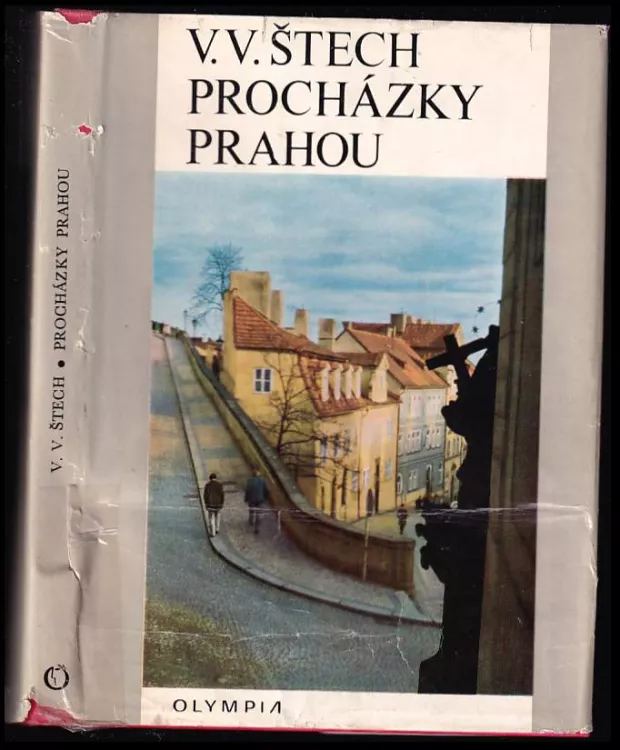 V. V. ŠTECH
PROCHÁZKY
PRAHOU
V. V. ŠTECH • PROCHÁZKY PRAHOU
OLYMPIA